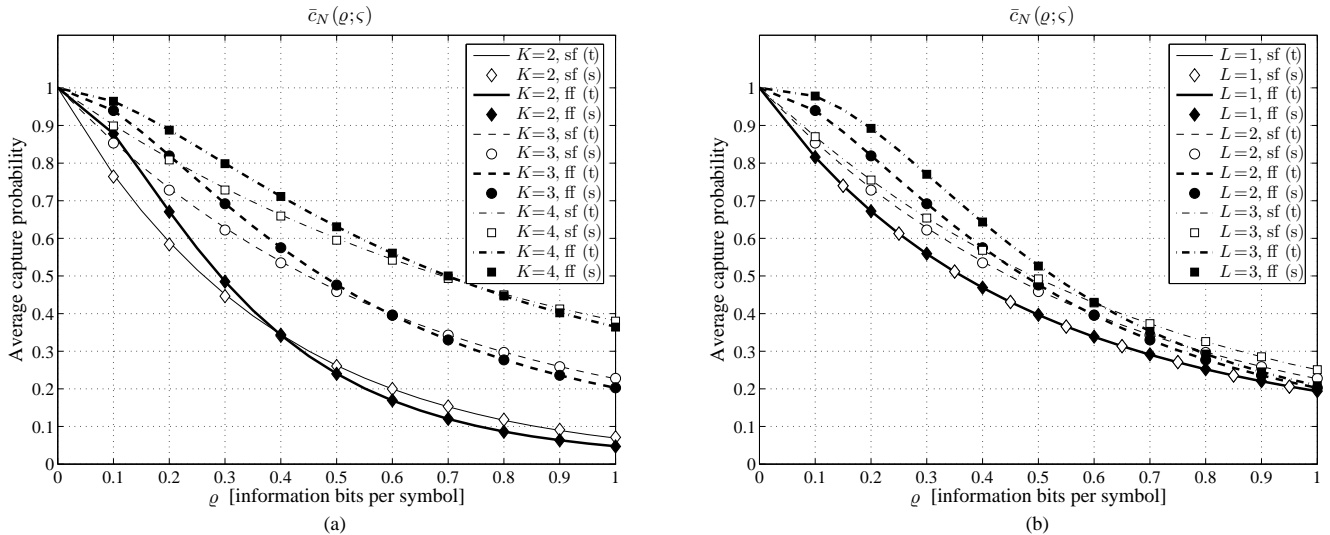 c̄_N(ϱ;ς)
Average capture probability
1
0.9
0.8
0.7
0.6
0.5
0.4
0.3
0.2
0.1
0
0 0.1 0.2 0.3 0.4 0.5 0.6 0.7 0.8 0.9 1
ϱ [information bits per symbol]
K=2, sf (t)
K=2, sf (s)
K=2, ff (t)
K=2, ff (s)
K=3, sf (t)
K=3, sf (s)
K=3, ff (t)
K=3, ff (s)
K=4, sf (t)
K=4, sf (s)
K=4, ff (t)
K=4, ff (s)
(a)
c̄_N(ϱ;ς)
Average capture probability
1
0.9
0.8
0.7
0.6
0.5
0.4
0.3
0.2
0.1
0
0 0.1 0.2 0.3 0.4 0.5 0.6 0.7 0.8 0.9 1
ϱ [information bits per symbol]
L=1, sf (t)
L=1, sf (s)
L=1, ff (t)
L=1, ff (s)
L=2, sf (t)
L=2, sf (s)
L=2, ff (t)
L=2, ff (s)
L=3, sf (t)
L=3, sf (s)
L=3, ff (t)
L=3, ff (s)
(b)